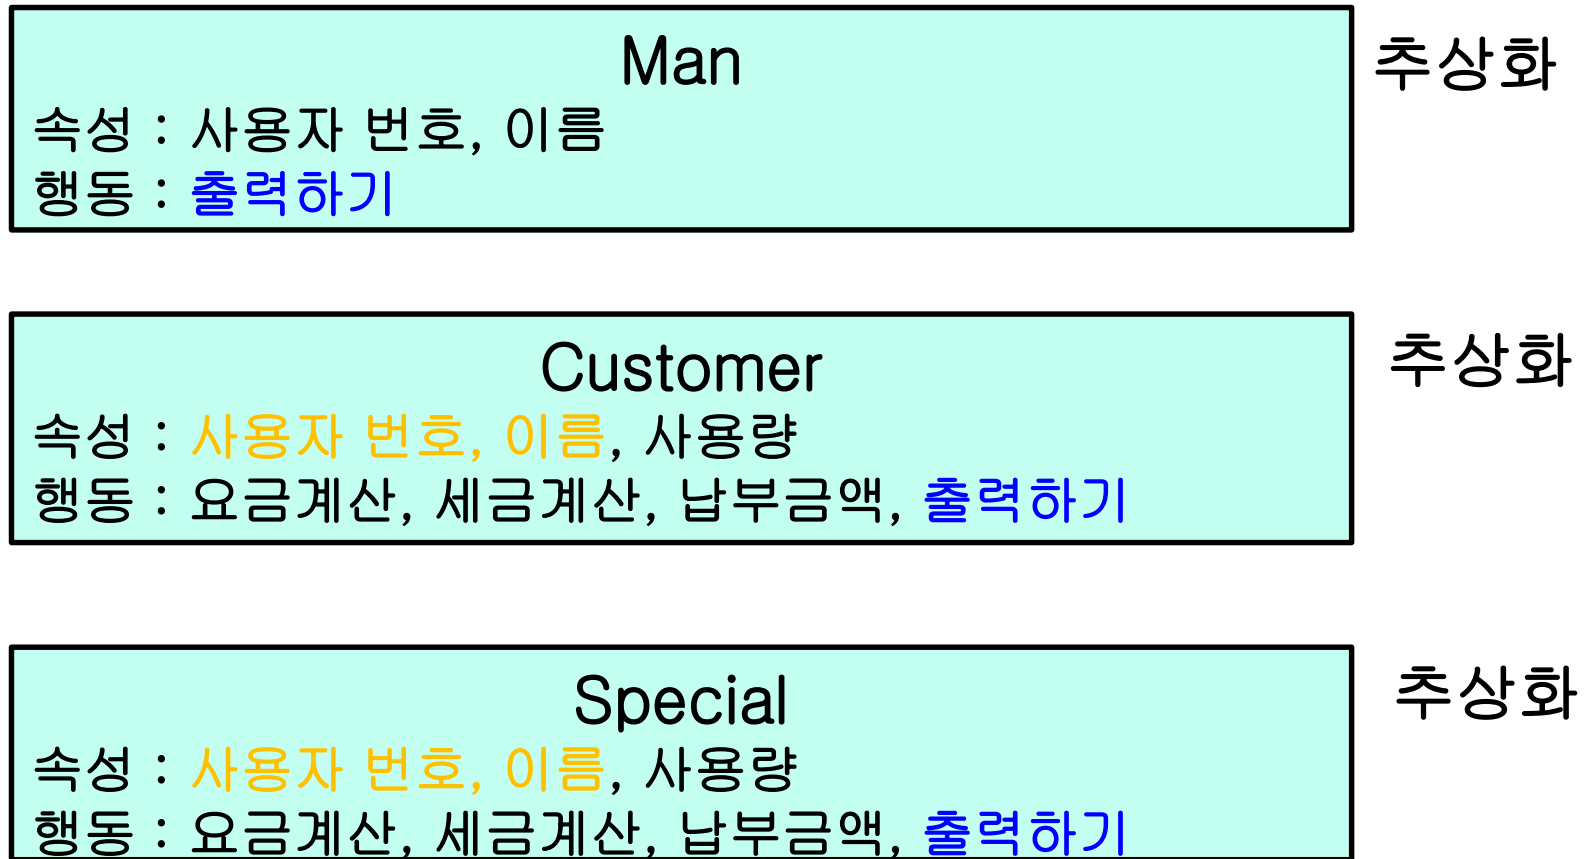 Man
추상화
속성 : 사용자 번호, 이름
행동 : 출력하기
Customer
추상화
속성 : 사용자 번호, 이름, 사용량
행동 : 요금계산, 세금계산, 납부금액, 출력하기
Special
추상화
속성 : 사용자 번호, 이름, 사용량
행동 : 요금계산, 세금계산, 납부금액, 출력하기